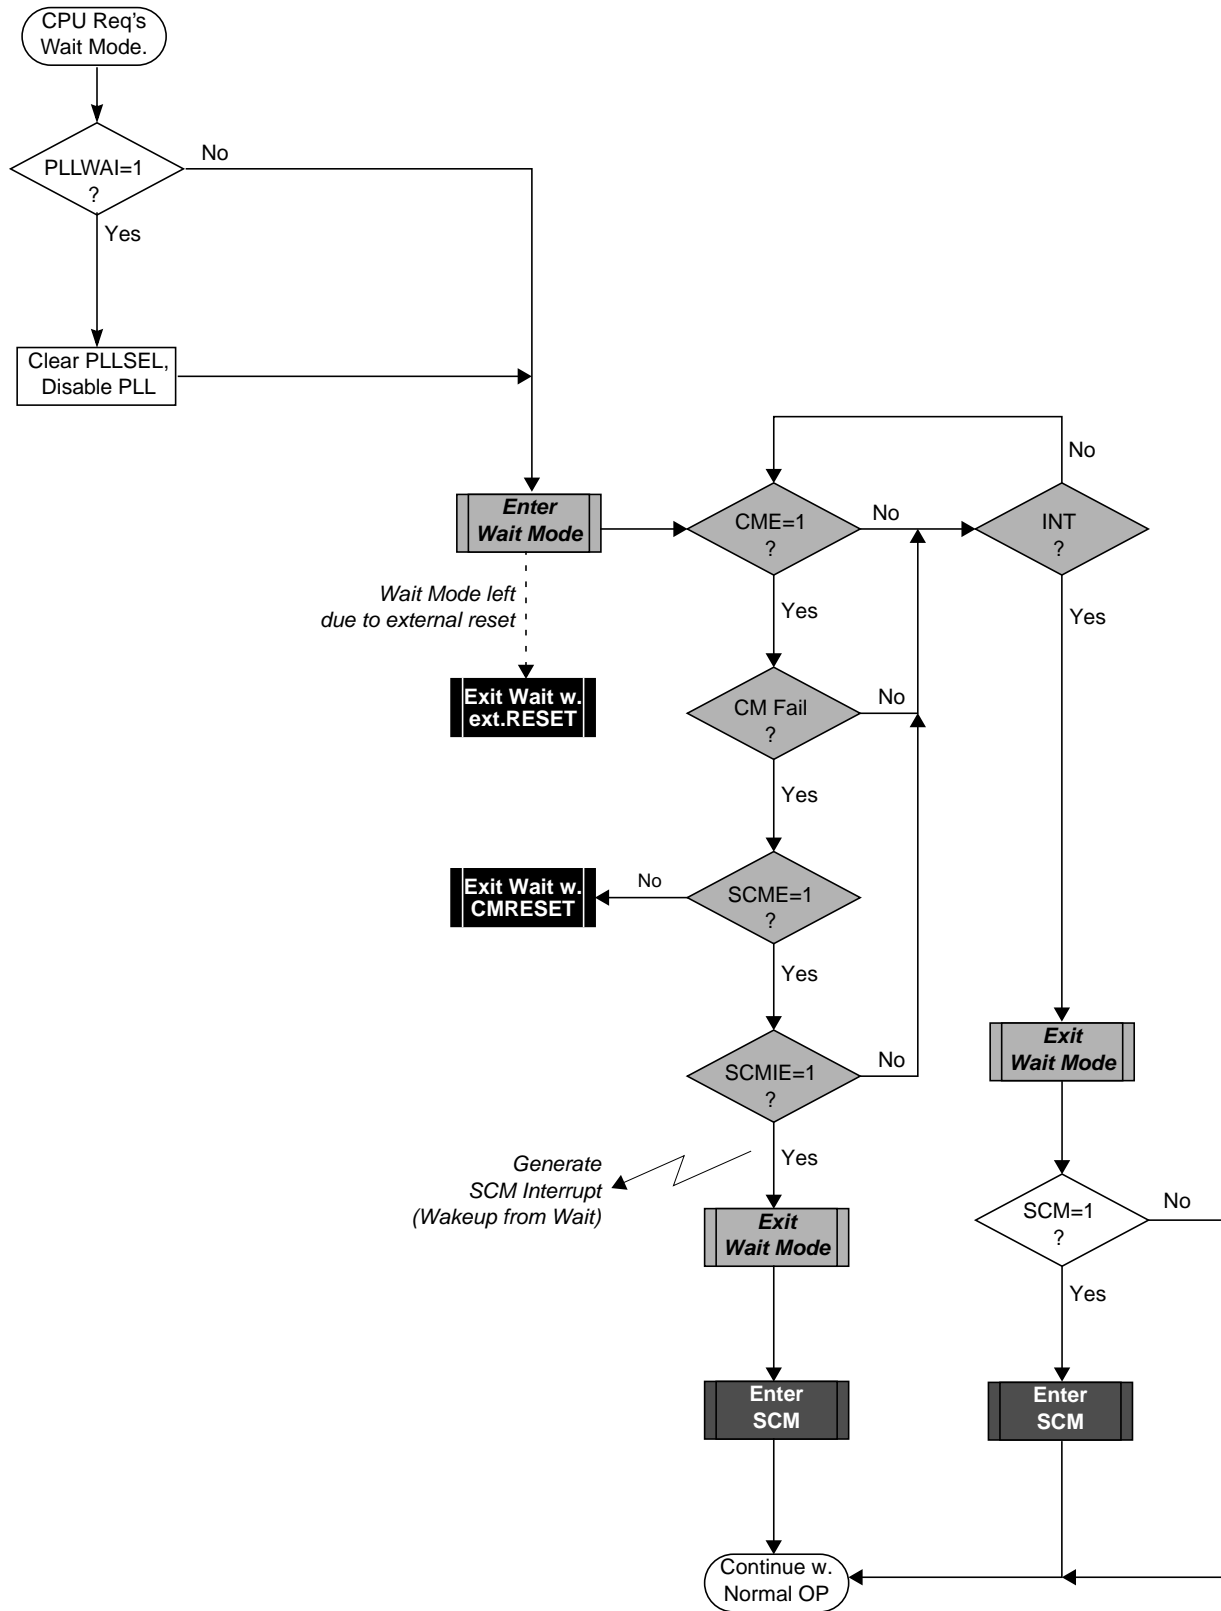 CPU Req's
Wait Mode.
PLLWAI=1
?
No
Yes
Clear PLLSEL,
Disable PLL
Enter
Wait Mode
Wait Mode left
due to external reset
Exit Wait w.
ext.RESET
CME=1
?
No
Yes
INT
?
No
Yes
CM Fail
?
No
Yes
SCME=1
?
No
Yes
Exit Wait w.
CMRESET
SCMIE=1
?
No
Yes
Generate
SCM Interrupt
(Wakeup from Wait)
Exit
Wait Mode
Enter
SCM
Exit
Wait Mode
SCM=1
?
No
Yes
Enter
SCM
Continue w.
Normal OP